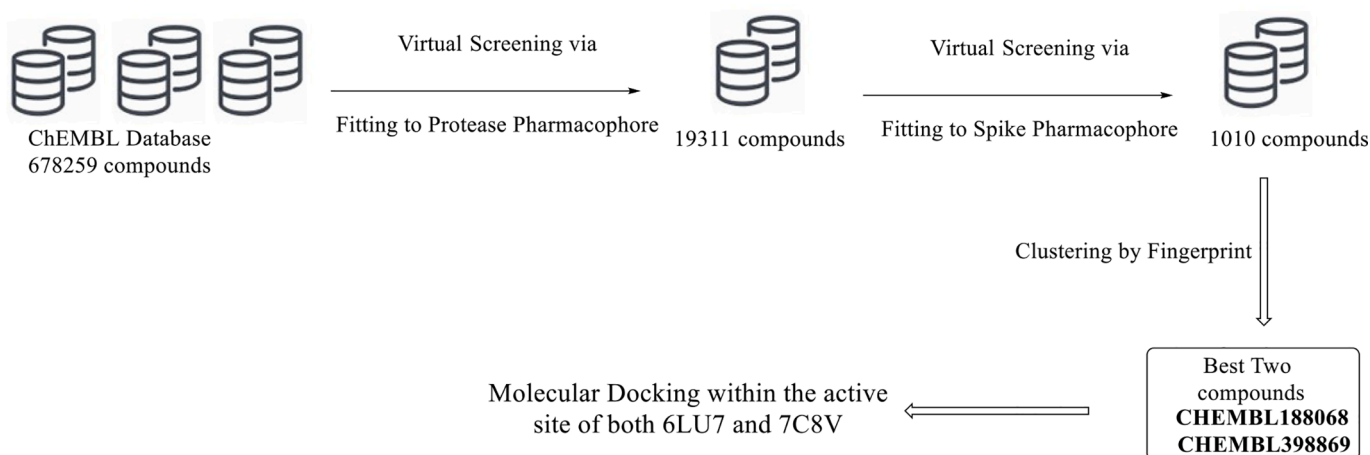 ChEMBL Database
678259 compounds
Virtual Screening via
Fitting to Protease Pharmacophore
19311 compounds
Virtual Screening via
Fitting to Spike Pharmacophore
1010 compounds
Clustering by Fingerprint
Best Two
compounds
CHEMBL188068
CHEMBL398869
Molecular Docking within the active
site of both 6LU7 and 7C8V